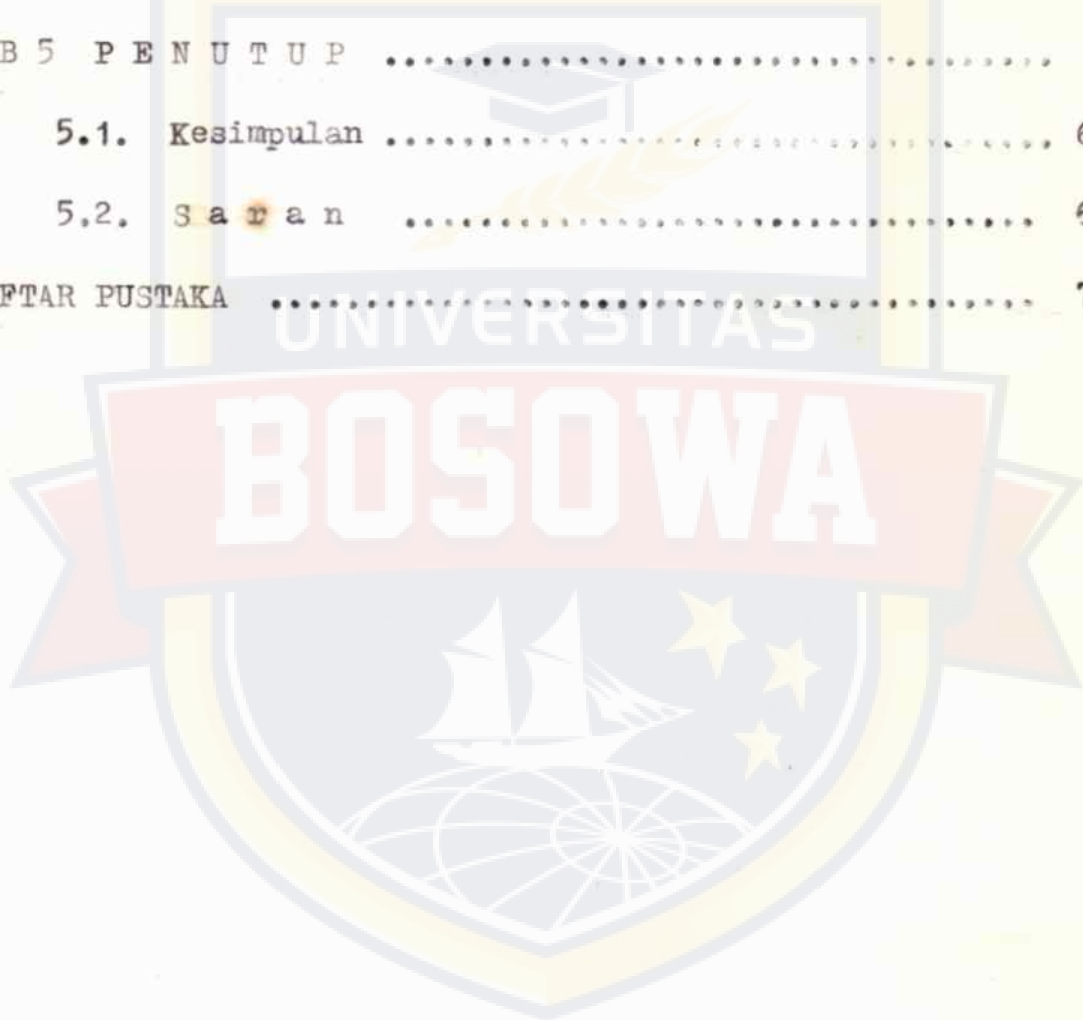 B 5 P E N U T U P ........................................
5.1. Kesimpulan ........................................
5.2. S a r a n ........................................
FTAR PUSTAKA ........................................
UNIVERSITAS
BOSOWA